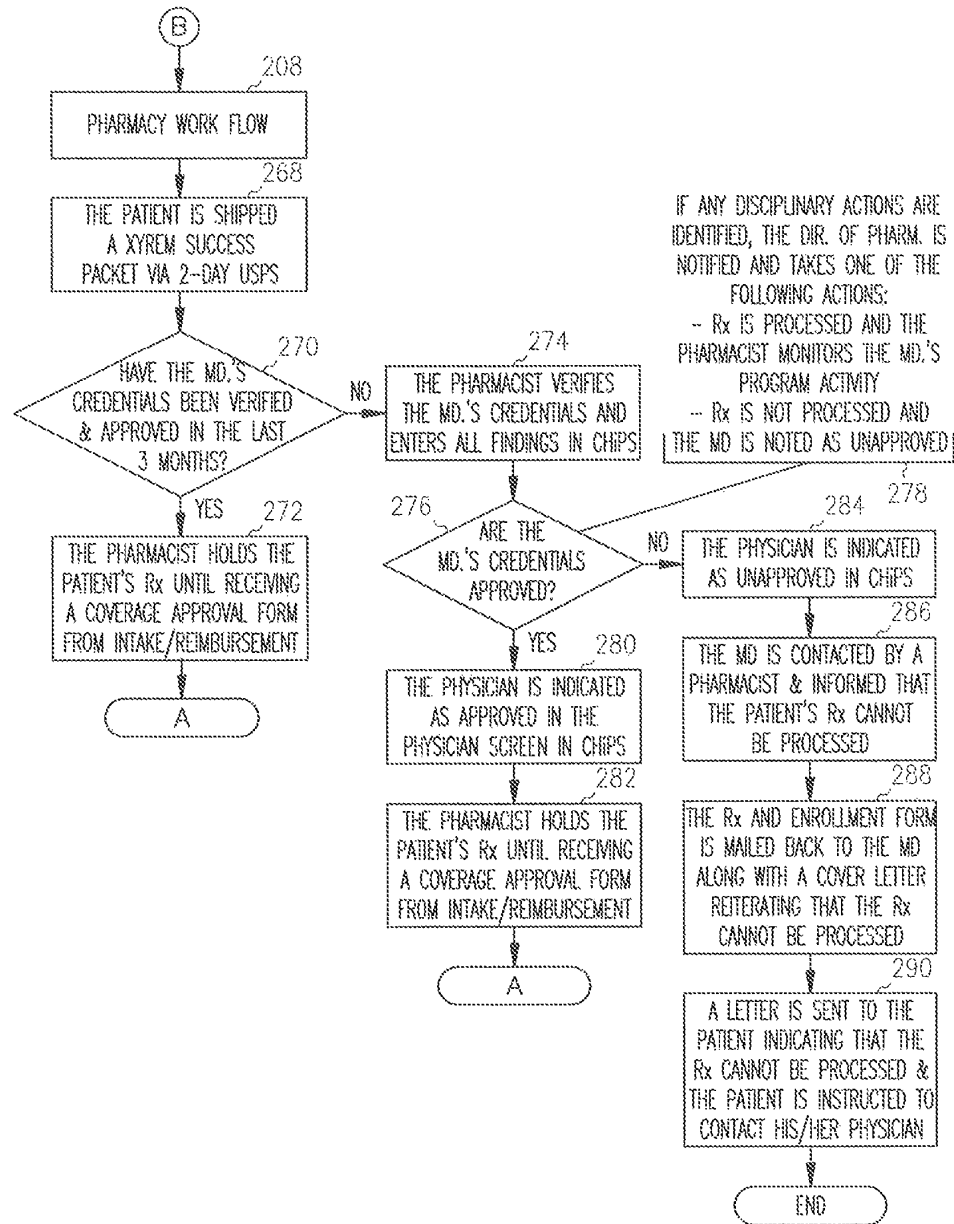 B
208
PHARMACY WORK FLOW
268
THE PATIENT IS SHIPPED
A XYREM SUCCESS
PACKET VIA 2-DAY USPS
270
HAVE THE MD.'S
CREDENTIALS BEEN VERIFIED
& APPROVED IN THE LAST
3 MONTHS?
NO
YES
272
THE PHARMACIST HOLDS THE
PATIENT'S Rx UNTIL RECEIVING
A COVERAGE APPROVAL FORM
FROM INTAKE/REIMBURSEMENT
A
274
THE PHARMACIST VERIFIES
THE MD.'S CREDENTIALS AND
ENTERS ALL FINDINGS IN CHIPS
IF ANY DISCIPLINARY ACTIONS ARE
IDENTIFIED, THE DIR. OF PHARM. IS
NOTIFIED AND TAKES ONE OF THE
FOLLOWING ACTIONS:
-- Rx IS PROCESSED AND THE
PHARMACIST MONITORS THE MD.'S
PROGRAM ACTIVITY
-- Rx IS NOT PROCESSED AND
THE MD IS NOTED AS UNAPPROVED
278
276
ARE THE
MD.'S CREDENTIALS
APPROVED?
NO
YES
280
THE PHYSICIAN IS INDICATED
AS APPROVED IN THE
PHYSICIAN SCREEN IN CHIPS
282
THE PHARMACIST HOLDS THE
PATIENT'S Rx UNTIL RECEIVING
A COVERAGE APPROVAL FORM
FROM INTAKE/REIMBURSEMENT
A
284
THE PHYSICIAN IS INDICATED
AS UNAPPROVED IN CHIPS
286
THE MD IS CONTACTED BY A
PHARMACIST & INFORMED THAT
THE PATIENT'S Rx CANNOT
BE PROCESSED
288
THE Rx AND ENROLLMENT FORM
IS MAILED BACK TO THE MD
ALONG WITH A COVER LETTER
REITERATING THAT THE Rx
CANNOT BE PROCESSED
290
A LETTER IS SENT TO THE
PATIENT INDICATING THAT THE
Rx CANNOT BE PROCESSED &
THE PATIENT IS INSTRUCTED TO
CONTACT HIS/HER PHYSICIAN
END